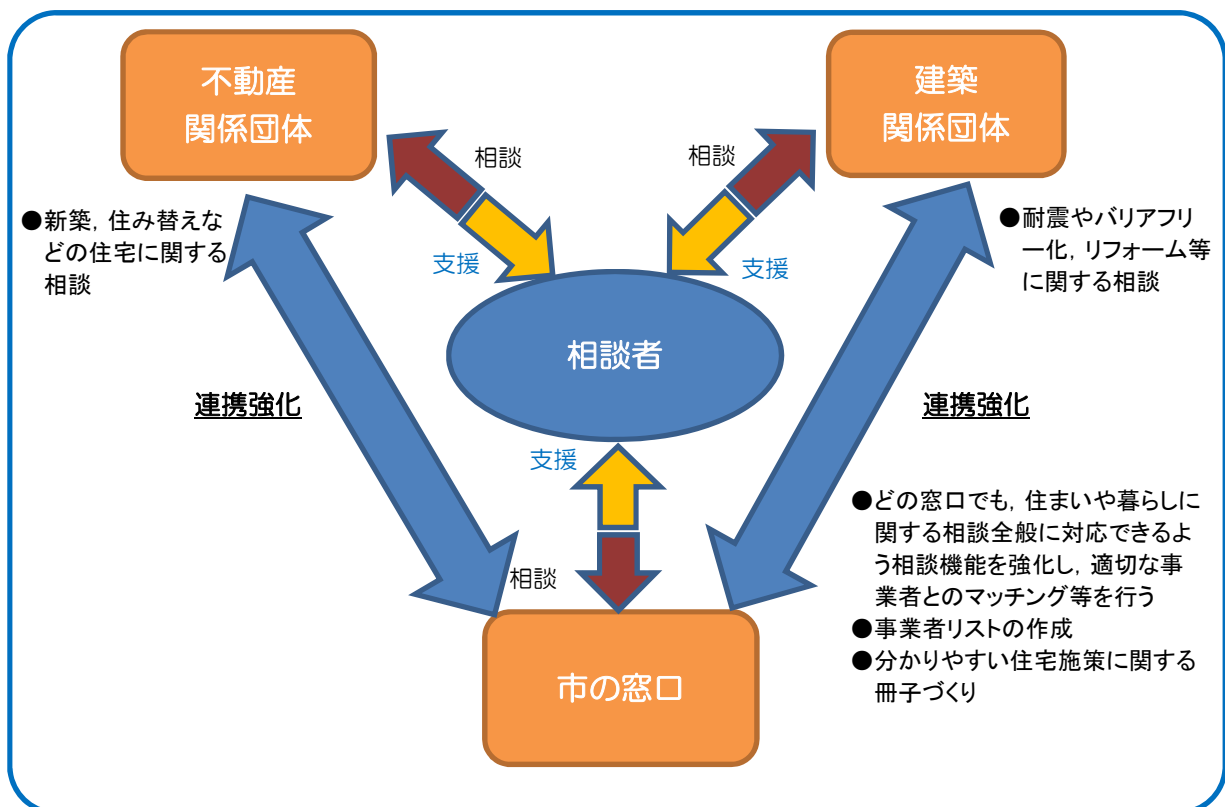 不動産
関係団体
建築
関係団体
相談
相談
●新築，住み替えな
どの住宅に関する
相談
●耐震やバリアフリ
ー化，リフォーム等
に関する相談
支援
支援
相談者
連携強化
連携強化
支援
相談
●どの窓口でも，住まいや暮らしに
関する相談全般に対応できるよ
う相談機能を強化し，適切な事
業者とのマッチング等を行う
●事業者リストの作成
●分かりやすい住宅施策に関する
冊子づくり
市の窓口